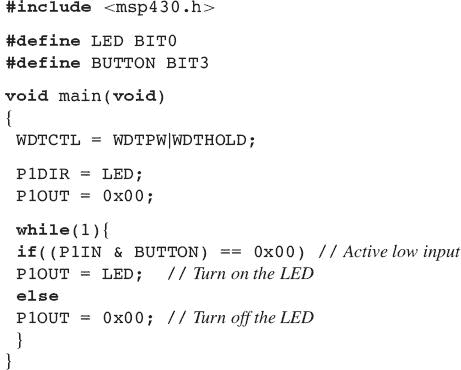 #include <msp430.h>
#define LED BIT0
#define BUTTON BIT3
void main(void)
{
WDTCTL = WDTPW|WDTHOLD;
P1DIR = LED;
P1OUT = 0x00;
while(1){
if((P1IN & BUTTON) == 0x00) // Active low input
P1OUT = LED; // Turn on the LED
else
P1OUT = 0x00; // Turn off the LED
}
}